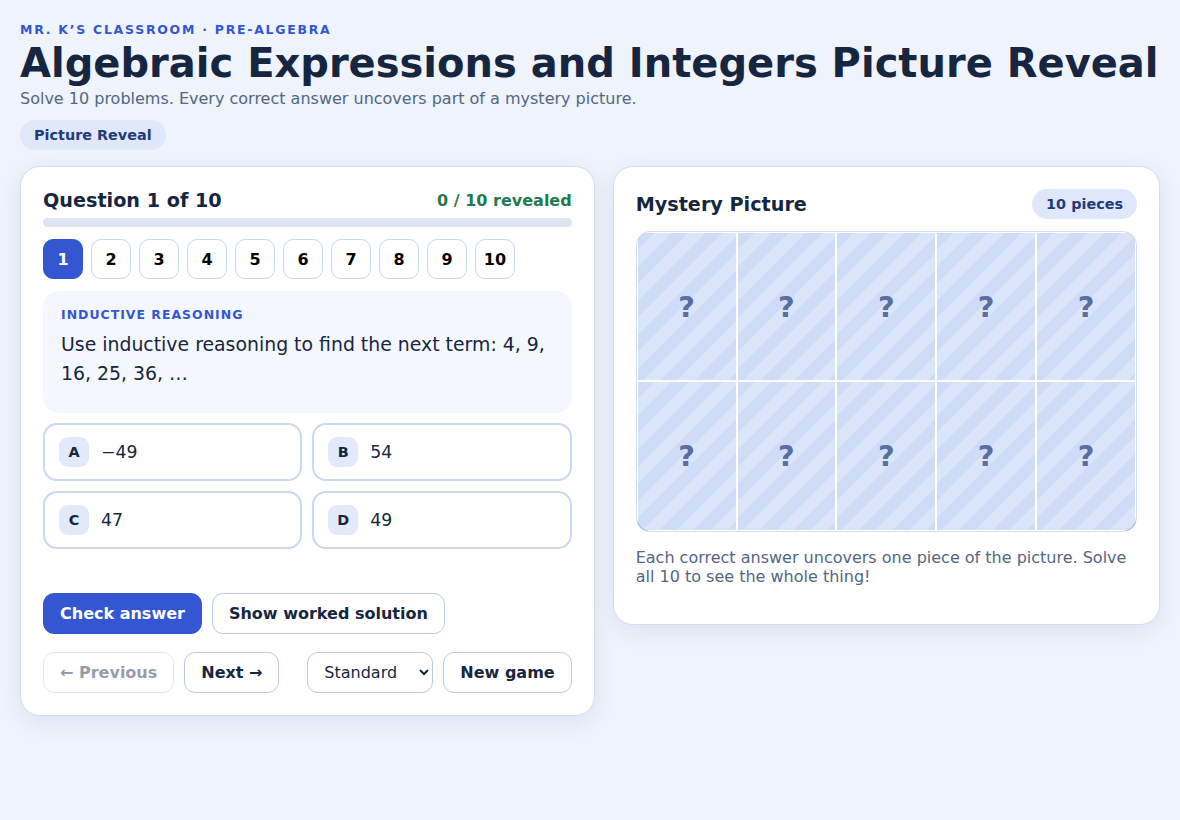 MR. K’S CLASSROOM · PRE-ALGEBRA
Algebraic Expressions and Integers Picture Reveal
Solve 10 problems. Every correct answer uncovers part of a mystery picture.
Picture Reveal
Question 1 of 10
0 / 10 revealed
1 2 3 4 5 6 7 8 9 10
INDUCTIVE REASONING
Use inductive reasoning to find the next term: 4, 9,
16, 25, 36, …
A −49
B 54
C 47
D 49
Check answer
Show worked solution
← Previous
Next →
Standard
New game
Mystery Picture
10 pieces
? ? ? ? ?
? ? ? ? ?
Each correct answer uncovers one piece of the picture. Solve
all 10 to see the whole thing!